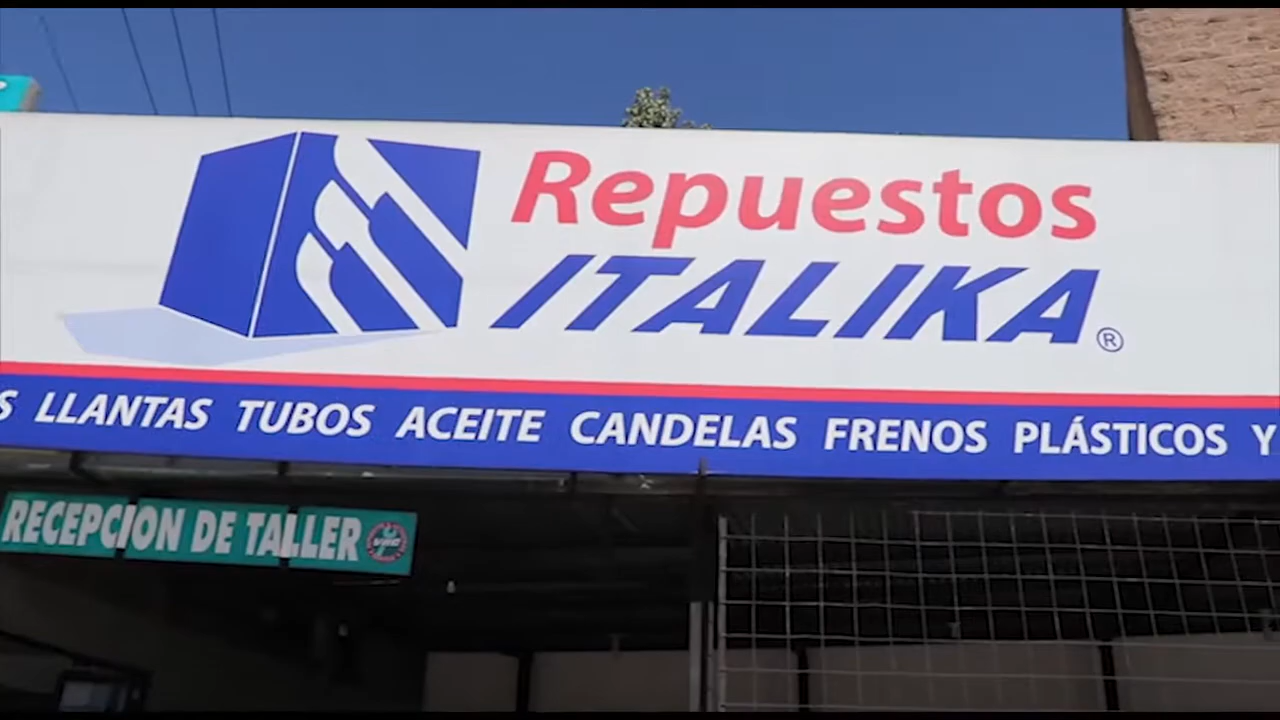 Repuestos
ITALIKA®
LLANTAS TUBOS ACEITE CANDELAS FRENOS PLÁSTICOS Y
RECEPCION DE TALLER